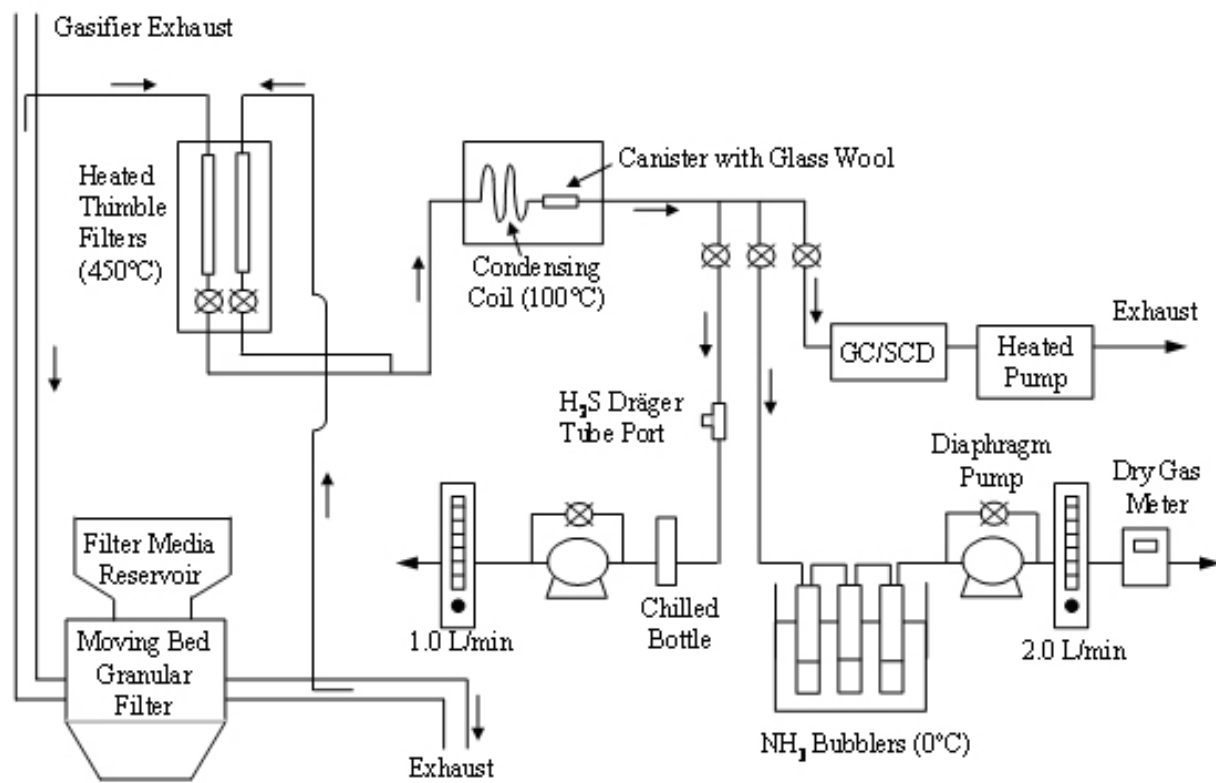 Gasifier Exhaust
Heated
Thimble
Filters
(450°C)
Canister with Glass Wool
Condensing
Coil (100°C)
Exhaust
GC/SCD
Heated
Pump
H₂S Dräger
Tube Port
Diaphragm
Pump
Dry Gas
Meter
Filter Media
Reservoir
Moving Bed
Granular
Filter
1.0 L/min
Chilled
Bottle
2.0 L/min
NH₃ Bubblers (0°C)
Exhaust